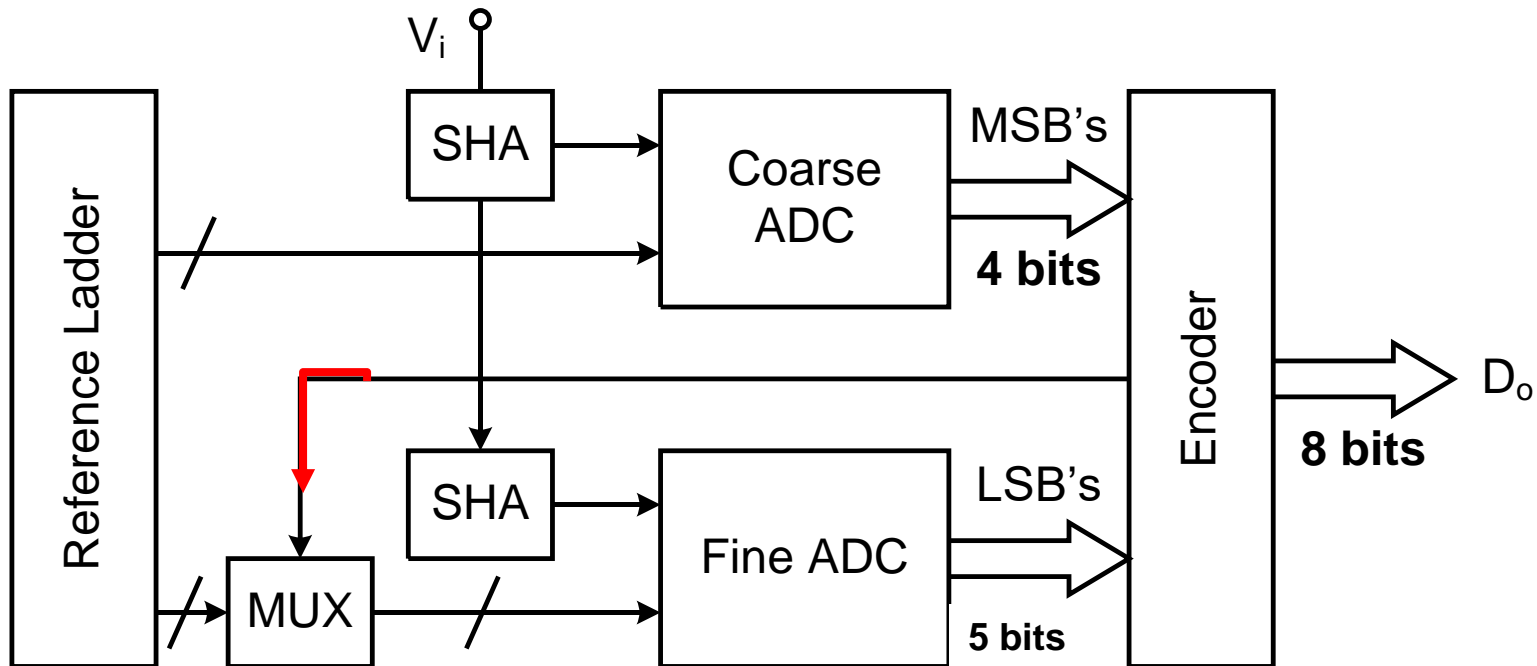 Vi
Reference Ladder
SHA
Coarse
ADC
MSB’s
4 bits
Encoder
Do
8 bits
SHA
Fine ADC
LSB’s
5 bits
MUX